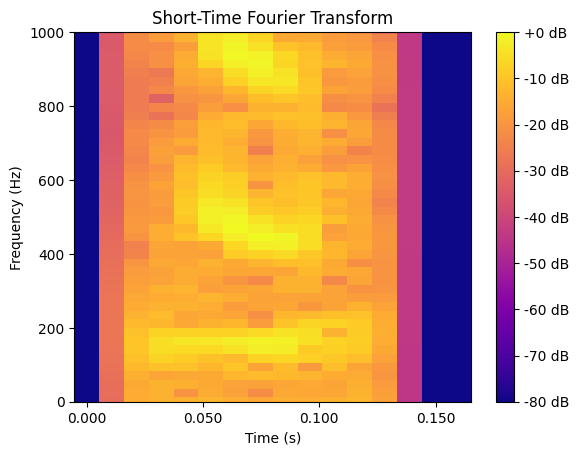 Short-Time Fourier Transform
Frequency (Hz)
1000
800
600
400
200
0
0.000
0.050
0.100
0.150
Time (s)
+0 dB
-10 dB
-20 dB
-30 dB
-40 dB
-50 dB
-60 dB
-70 dB
-80 dB